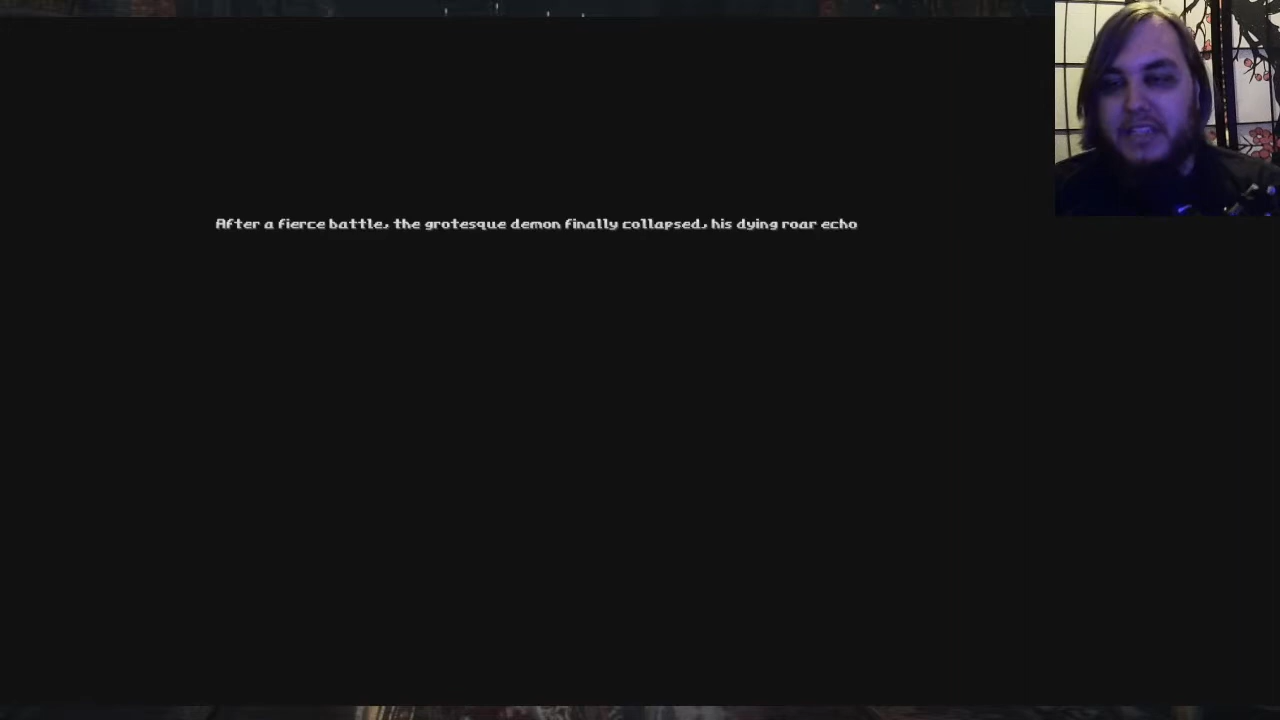 After a fierce battle, the grotesque demon finally collapsed, his dying roar echo